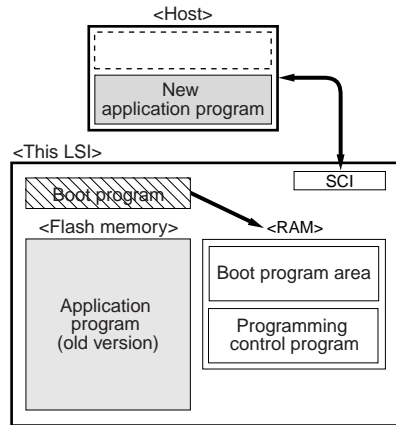 <Host>
New
application program
<This LSI>
SCI
Boot program
<Flash memory>
<RAM>
Application
program
(old version)
Boot program area
Programming
control program